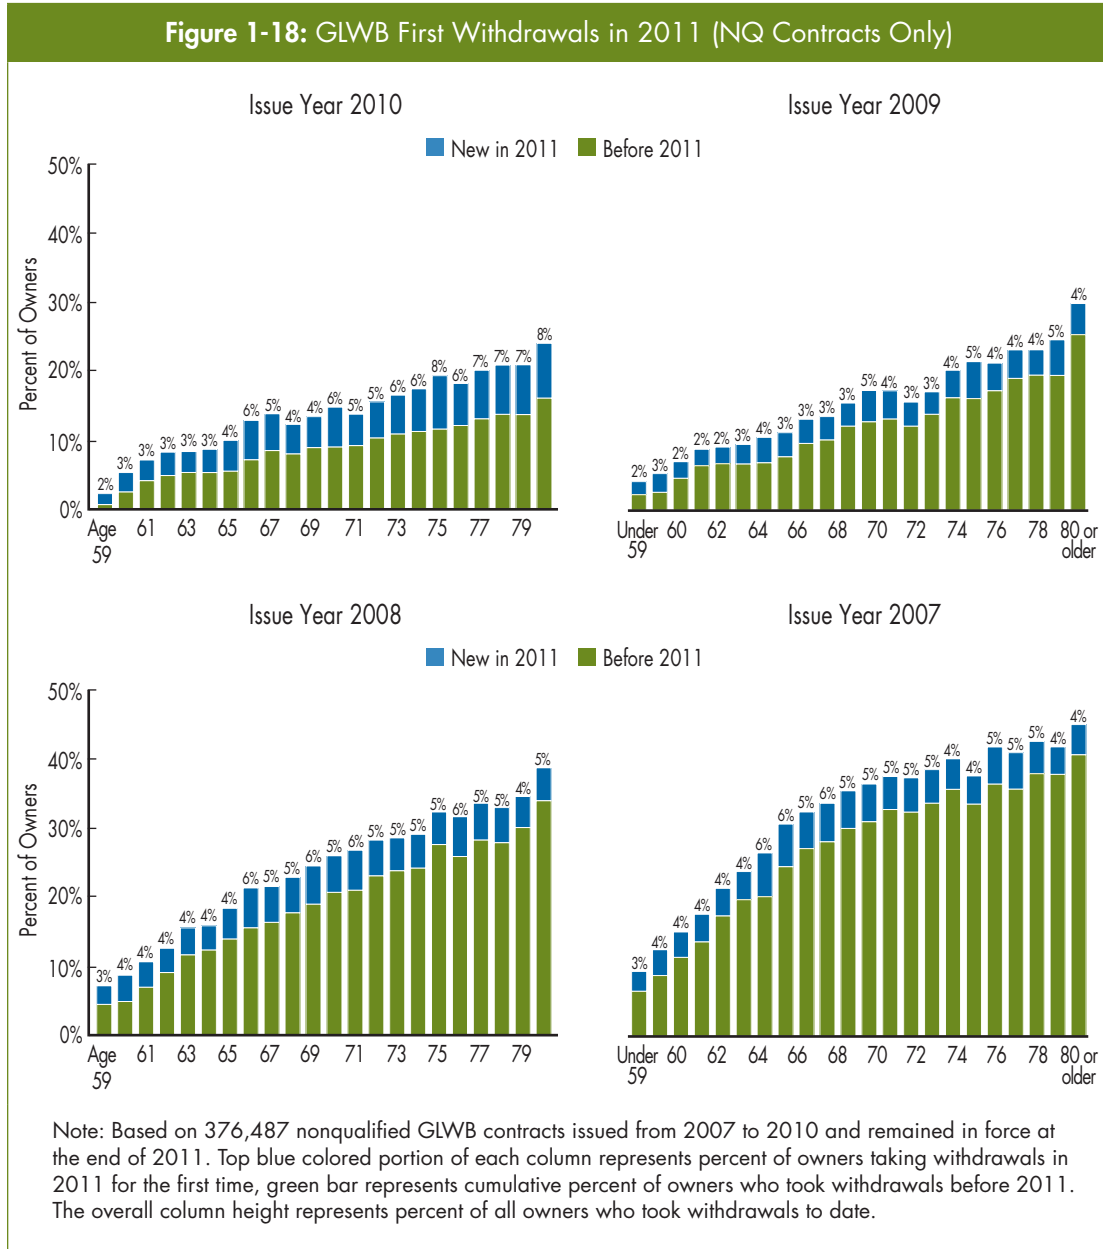 Figure 1-18: GLWB First Withdrawals in 2011 (NQ Contracts Only)
Issue Year 2010
Issue Year 2009
New in 2011 Before 2011
Percent of Owners
50%
40%
30%
20%
10%
0%
2% 3% 3% 3% 3% 3% 4% 6% 5% 4% 4% 6% 5% 5% 6% 6% 8% 6% 7% 7% 7% 8%
Age 59 61 63 65 67 69 71 73 75 77 79
2% 3% 2% 2% 2% 3% 4% 3% 3% 3% 3% 5% 4% 3% 3% 4% 5% 4% 4% 4% 5% 4%
Under 59 60 62 64 66 68 70 72 74 76 78 80 or older
Issue Year 2008
Issue Year 2007
New in 2011 Before 2011
Percent of Owners
50%
40%
30%
20%
10%
0%
3% 4% 4% 4% 4% 4% 4% 6% 5% 5% 6% 5% 6% 5% 5% 5% 5% 6% 5% 5% 4% 5%
Age 59 61 63 65 67 69 71 73 75 77 79
3% 4% 4% 4% 4% 4% 6% 6% 5% 6% 5% 5% 5% 5% 5% 4% 4% 5% 5% 5% 4% 4%
Under 59 60 62 64 66 68 70 72 74 76 78 80 or older
Note: Based on 376,487 nonqualified GLWB contracts issued from 2007 to 2010 and remained in force at
the end of 2011. Top blue colored portion of each column represents percent of owners taking withdrawals in
2011 for the first time, green bar represents cumulative percent of owners who took withdrawals before 2011.
The overall column height represents percent of all owners who took withdrawals to date.